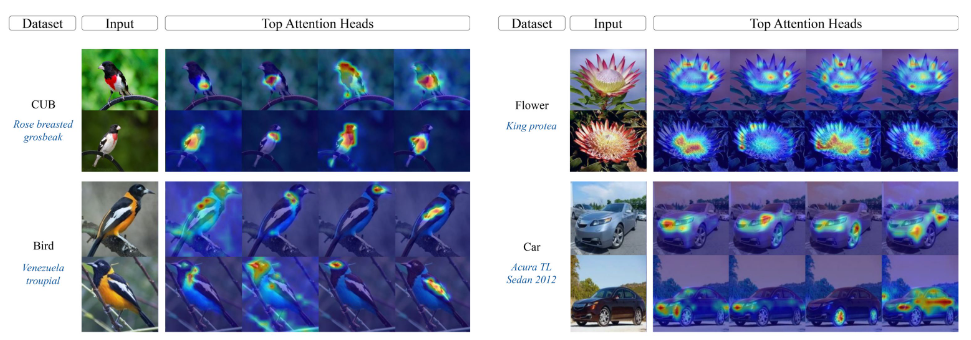 Dataset Input Top Attention Heads
CUB
Rose breasted
grosbeak
Bird
Venezuela
troupial
Dataset Input Top Attention Heads
Flower
King protea
Car
Acura TL
Sedan 2012